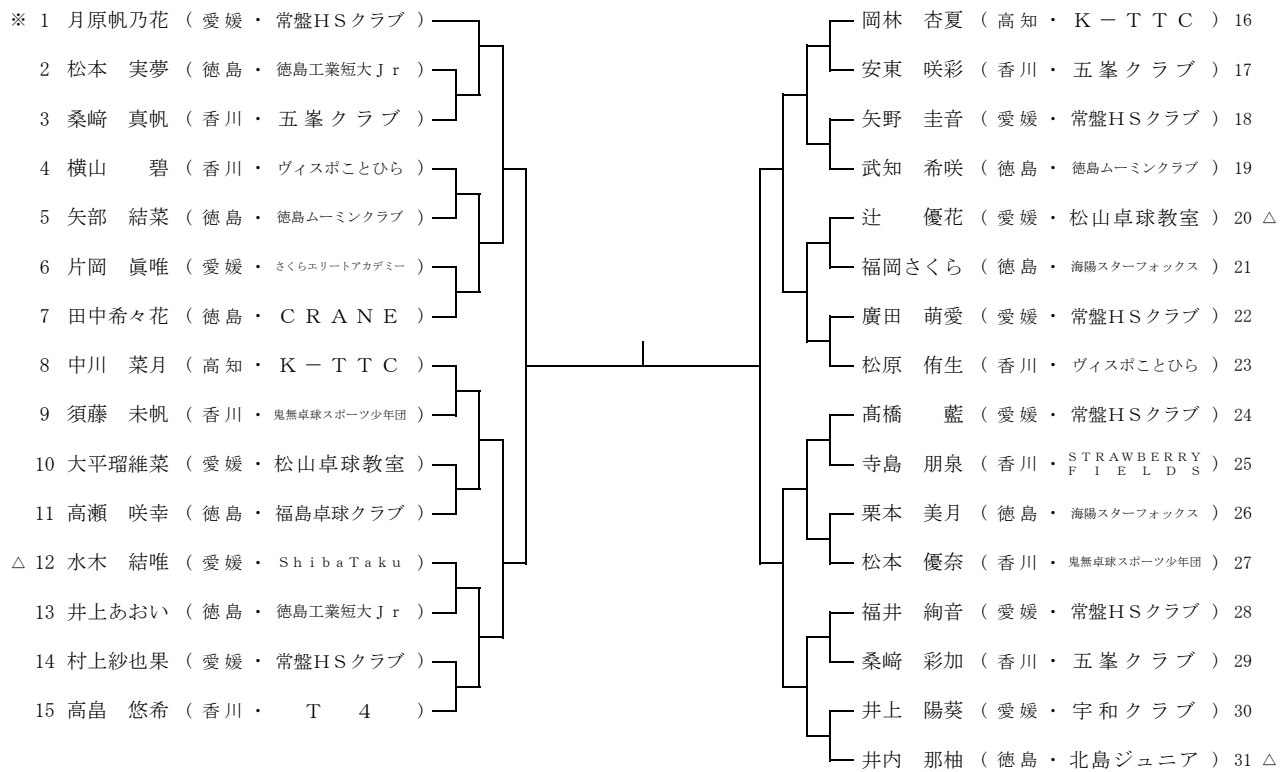 ※ 1 月原帆乃花 (愛媛・常盤HSクラブ)
2 松本 実夢 (徳島・徳島工業短大Jr)
3 桑﨑 真帆 (香川・五峯クラブ)
4 横山 碧 (香川・ヴィスポことひら)
5 矢部 結菜 (徳島・徳島ムーミンクラブ)
6 片岡 眞唯 (愛媛・さくらエリートアカデミー)
7 田中希々花 (徳島・CRANE)
8 中川 菜月 (高知・K-TTC)
9 須藤 未帆 (香川・鬼無卓球スポーツ少年団)
10 大平瑠維菜 (愛媛・松山卓球教室)
11 高瀬 咲幸 (徳島・福島卓球クラブ)
△ 12 水木 結唯 (愛媛・ShibaTaku)
13 井上あおい (徳島・徳島工業短大Jr)
14 村上紗也果 (愛媛・常盤HSクラブ)
15 高畠 悠希 (香川・T 4)
岡林 杏夏 (高知・K-TTC) 16
安東 咲彩 (香川・五峯クラブ) 17
矢野 圭音 (愛媛・常盤HSクラブ) 18
武知 希咲 (徳島・徳島ムーミンクラブ) 19
辻 優花 (愛媛・松山卓球教室) 20 △
福岡さくら (徳島・海陽スターフォックス) 21
廣田 萌愛 (愛媛・常盤HSクラブ) 22
松原 侑生 (香川・ヴィスポことひら) 23
髙橋 藍 (愛媛・常盤HSクラブ) 24
寺島 朋泉 (香川・STRAWBERRY FIELDS) 25
栗本 美月 (徳島・海陽スターフォックス) 26
松本 優奈 (香川・鬼無卓球スポーツ少年団) 27
福井 絢音 (愛媛・常盤HSクラブ) 28
桑﨑 彩加 (香川・五峯クラブ) 29
井上 陽葵 (愛媛・宇和クラブ) 30
井内 那柚 (徳島・北島ジュニア) 31 △